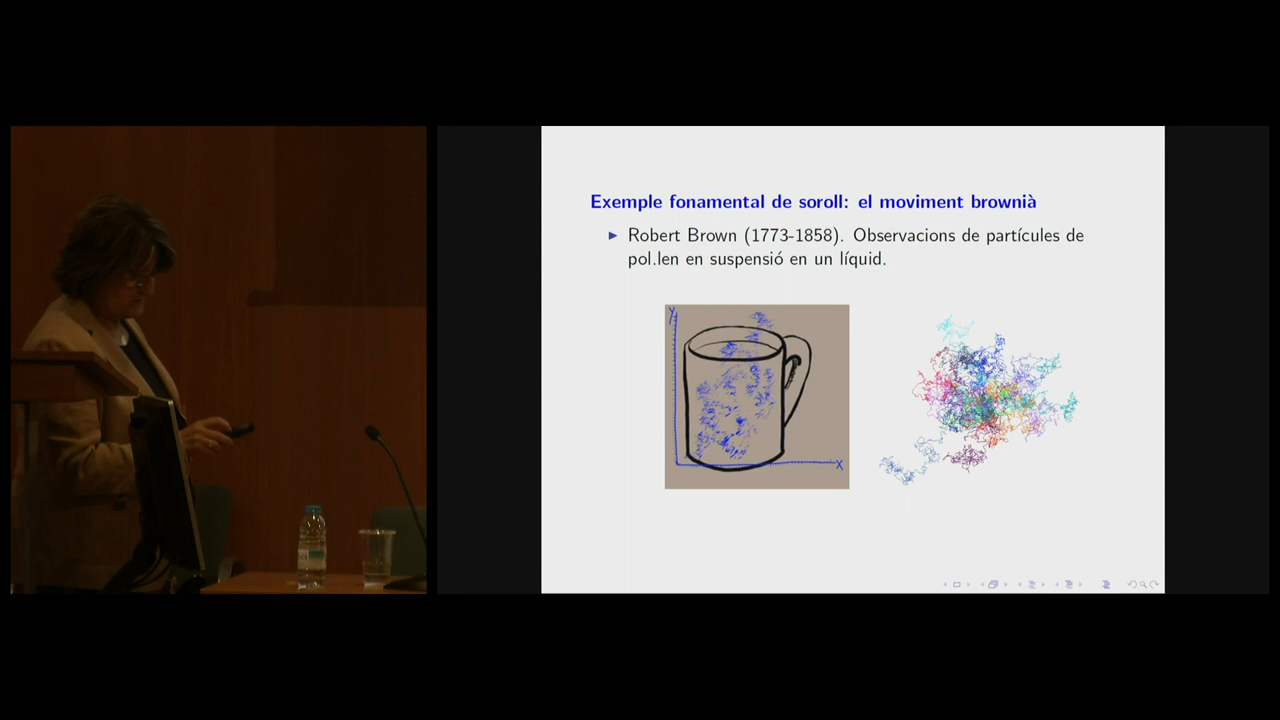 Exemple fonamental de soroll: el moviment brownià
Robert Brown (1773-1858). Observacions de partícules de
pol.len en suspensió en un líquid.
Y
X